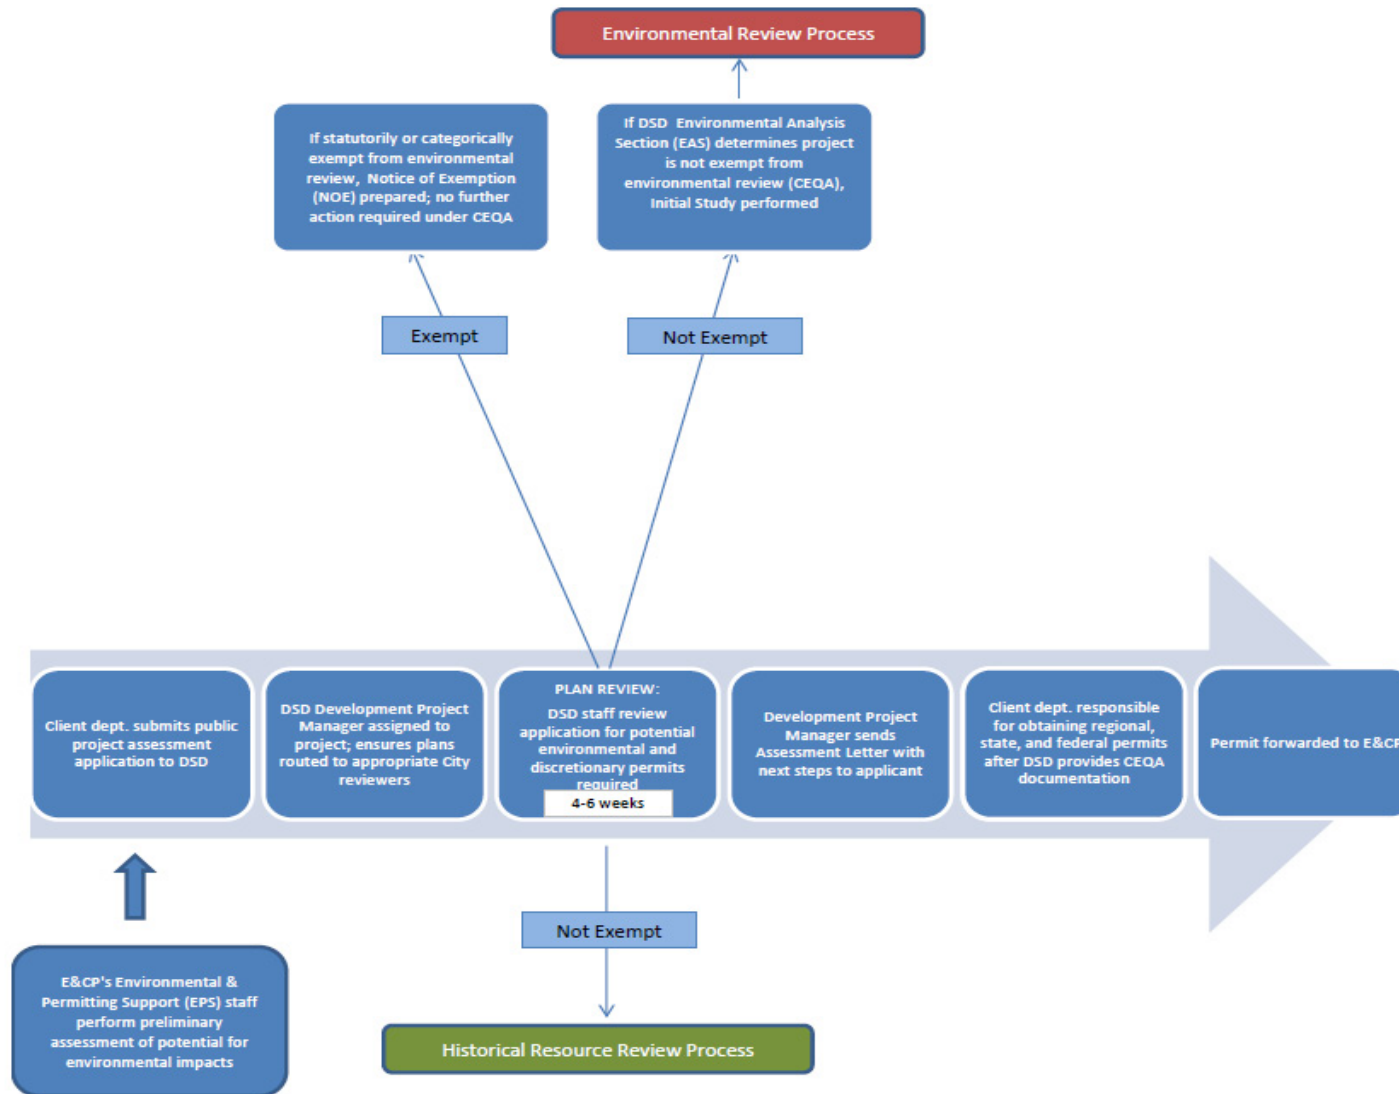 Environmental Review Process
If statutorily or categorically
exempt from environmental
review, Notice of Exemption
(NOE) prepared; no further
action required under CEQA
If DSD Environmental Analysis
Section (EAS) determines project
is not exempt from
environmental review (CEQA),
Initial Study performed
Exempt
Not Exempt
Client dept. submits public
project assessment
application to DSD
DSD Development Project
Manager assigned to
project; ensures plans
routed to appropriate City
reviewers
PLAN REVIEW:
DSD staff review
application for potential
environmental and
discretionary permits
required
4-6 weeks
Development Project
Manager sends
Assessment Letter with
next steps to applicant
Client dept. responsible
for obtaining regional,
state, and federal permits
after DSD provides CEQA
documentation
Permit forwarded to E&CP
Not Exempt
E&CP's Environmental &
Permitting Support (EPS) staff
perform preliminary
assessment of potential for
environmental impacts
Historical Resource Review Process